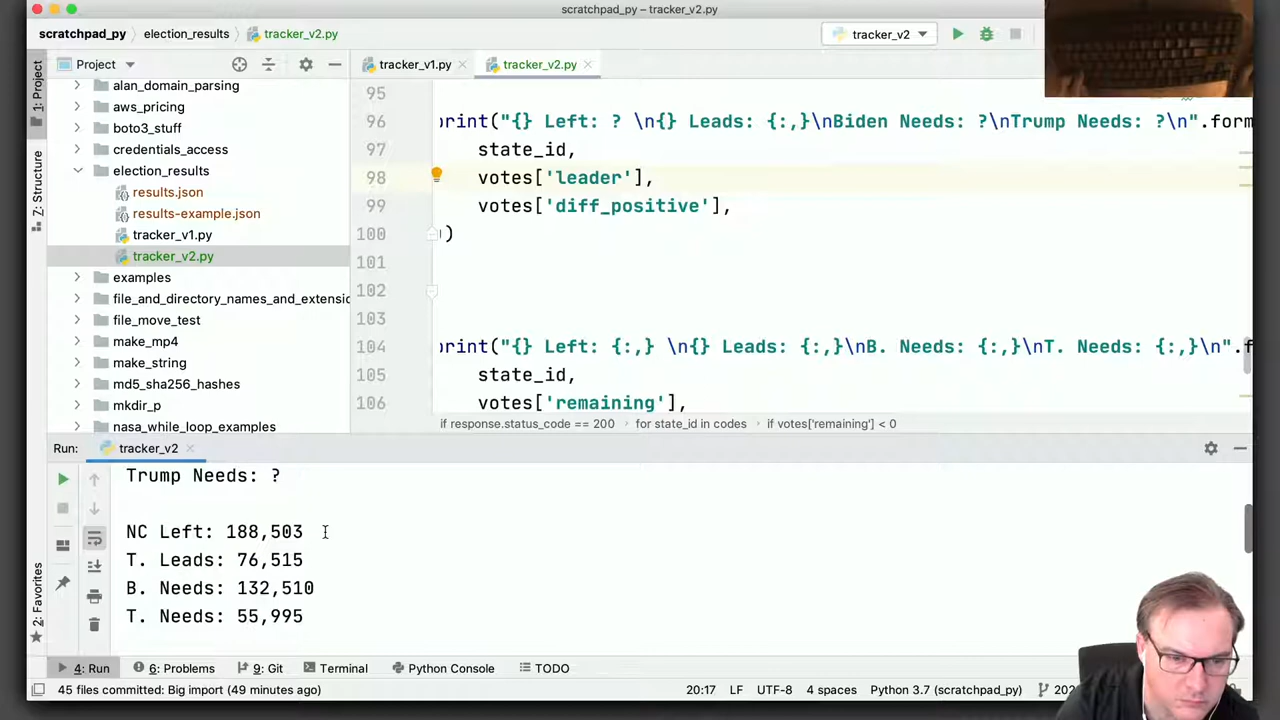 scratchpad_py – tracker_v2.py
scratchpad_py election_results tracker_v2.py
tracker_v2
1: Project
Z: Structure
2: Favorites
Project
alan_domain_parsing
aws_pricing
boto3_stuff
credentials_access
election_results
results.json
results-example.json
tracker_v1.py
tracker_v2.py
examples
file_and_directory_names_and_extensio
file_move_test
make_mp4
make_string
md5_sha256_hashes
mkdir_p
nasa_while_loop_examples
tracker_v1.py tracker_v2.py
95
96 print("{} Left: ? \n{} Leads: {:,}\nBiden Needs: ?\nTrump Needs: ?\n".form
97 state_id,
98 votes['leader'],
99 votes['diff_positive'],
100 )
101
102
103
104 print("{} Left: {:,} \n{} Leads: {:,}\nB. Needs: {:,}\nT. Needs: {:,}\n".f
105 state_id,
106 votes['remaining'],
if response.status_code == 200 for state_id in codes if votes['remaining'] < 0
Run: tracker_v2
Trump Needs: ?
NC Left: 188,503
T. Leads: 76,515
B. Needs: 132,510
T. Needs: 55,995
4: Run 6: Problems 9: Git Terminal Python Console TODO
45 files committed: Big import (49 minutes ago) 20:17 LF UTF-8 4 spaces Python 3.7 (scratchpad_py) 202